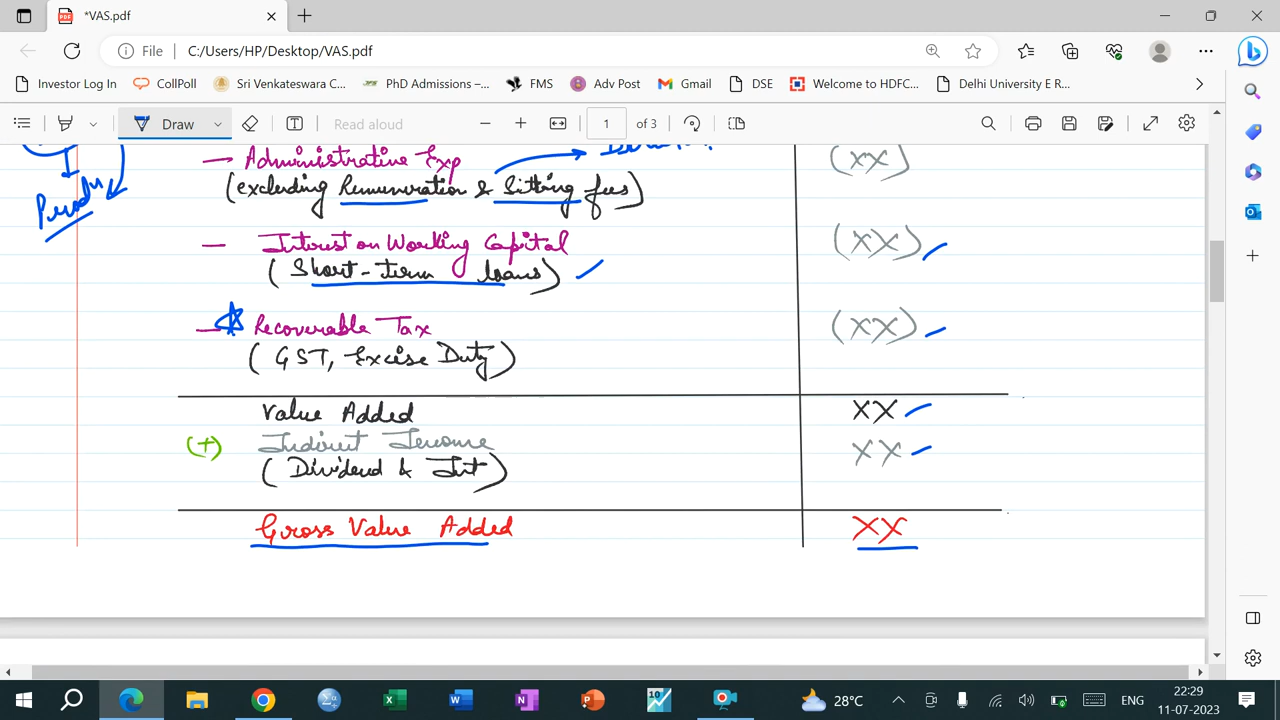 *VAS.pdf
File C:/Users/HP/Desktop/VAS.pdf
Investor Log In CollPoll Sri Venkateswara C... PhD Admissions –... FMS Adv Post DSE Gmail Welcome to HDFC... Delhi University E R...
Draw Read aloud 1 of 3
— Administrative Exp (XX)
(excluding Remuneration & Sitting fees)
— Interest on Working Capital (XX)
(Short-term loans)
— Recoverable Tax (XX)
(GST, Excise Duty)
Value Added XX
(+) Indirect Income XX
(Dividend & Int)
Gross Value Added XX
28°C ENG 22:29
11-07-2023